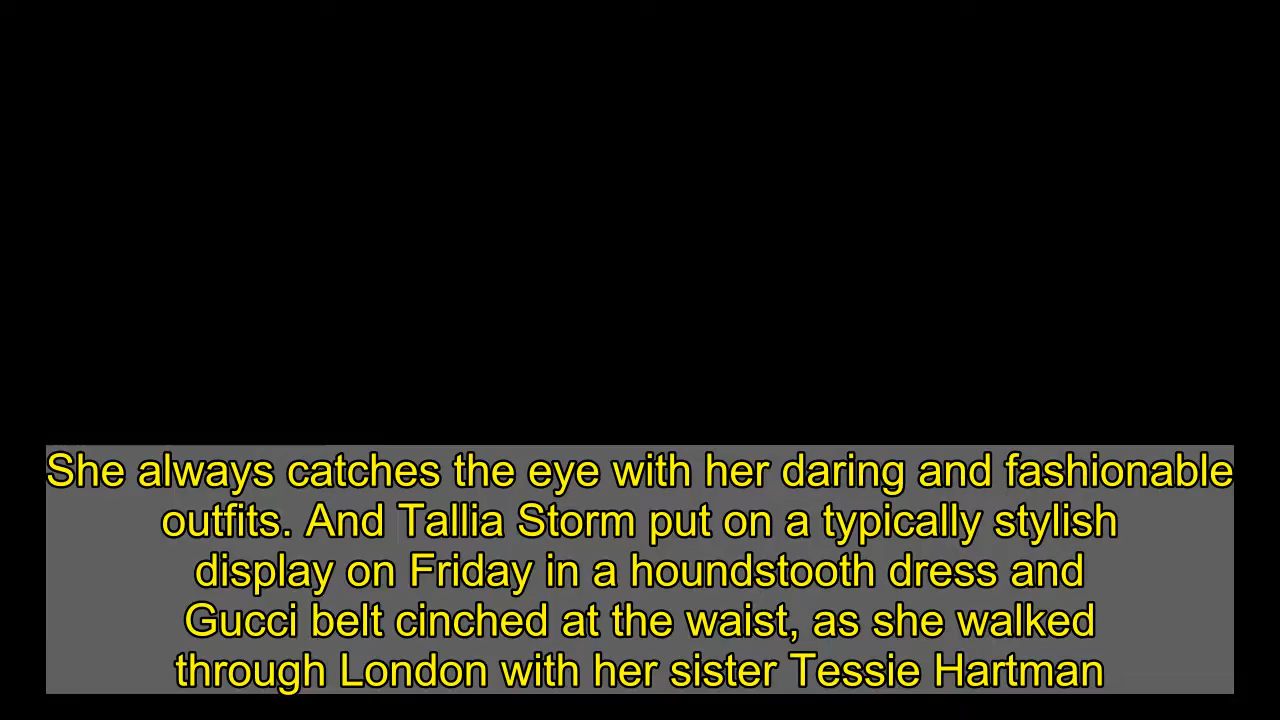 She always catches the eye with her daring and fashionable
outfits. And Tallia Storm put on a typically stylish
display on Friday in a houndstooth dress and
Gucci belt cinched at the waist, as she walked
through London with her sister Tessie Hartman